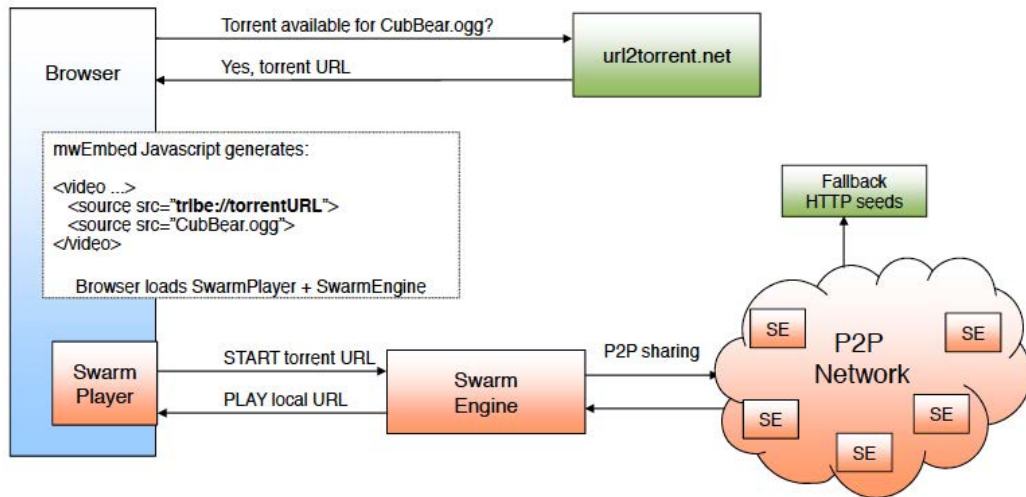 Torrent available for CubBear.ogg?
Browser
url2torrent.net
Yes, torrent URL
mwEmbed Javascript generates:
<video ...>
<source src="tribe://torrentURL">
<source src="CubBear.ogg">
</video>
Browser loads SwarmPlayer + SwarmEngine
Fallback
HTTP seeds
Swarm
Player
START torrent URL
PLAY local URL
Swarm
Engine
P2P sharing
SE
SE
P2P
Network
SE
SE
SE